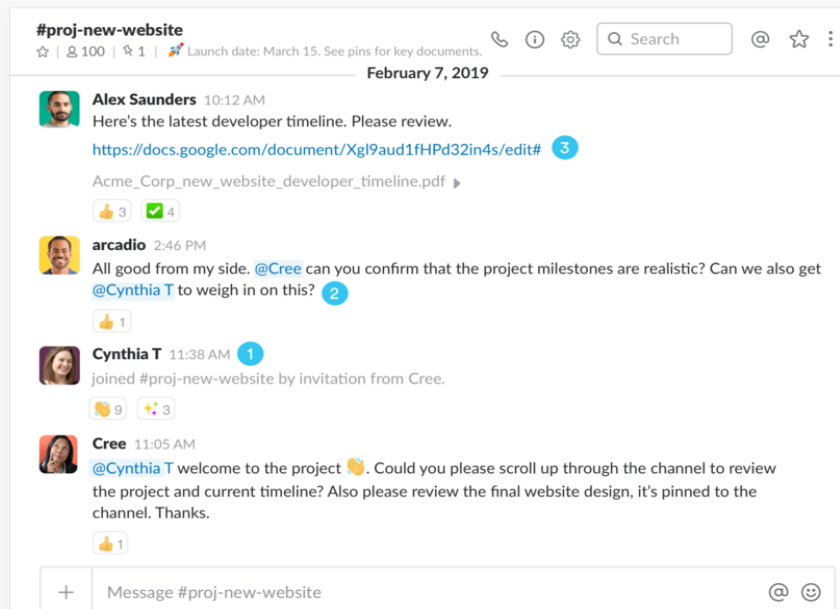 #proj-new-website
100 | 1 | 🚀 Launch date: March 15. See pins for key documents.
Search
February 7, 2019
Alex Saunders 10:12 AM
Here's the latest developer timeline. Please review.
https://docs.google.com/document/Xgl9aud1fHPd32in4s/edit# 3
Acme_Corp_new_website_developer_timeline.pdf
👍 3 ✅ 4
arcadio 2:46 PM
All good from my side. @Cree can you confirm that the project milestones are realistic? Can we also get
@Cynthia T to weigh in on this? 2
👍 1
Cynthia T 11:38 AM 1
joined #proj-new-website by invitation from Cree.
👋 9 ✨ 3
Cree 11:05 AM
@Cynthia T welcome to the project 👋. Could you please scroll up through the channel to review
the project and current timeline? Also please review the final website design, it's pinned to the
channel. Thanks.
👍 1
+ Message #proj-new-website @